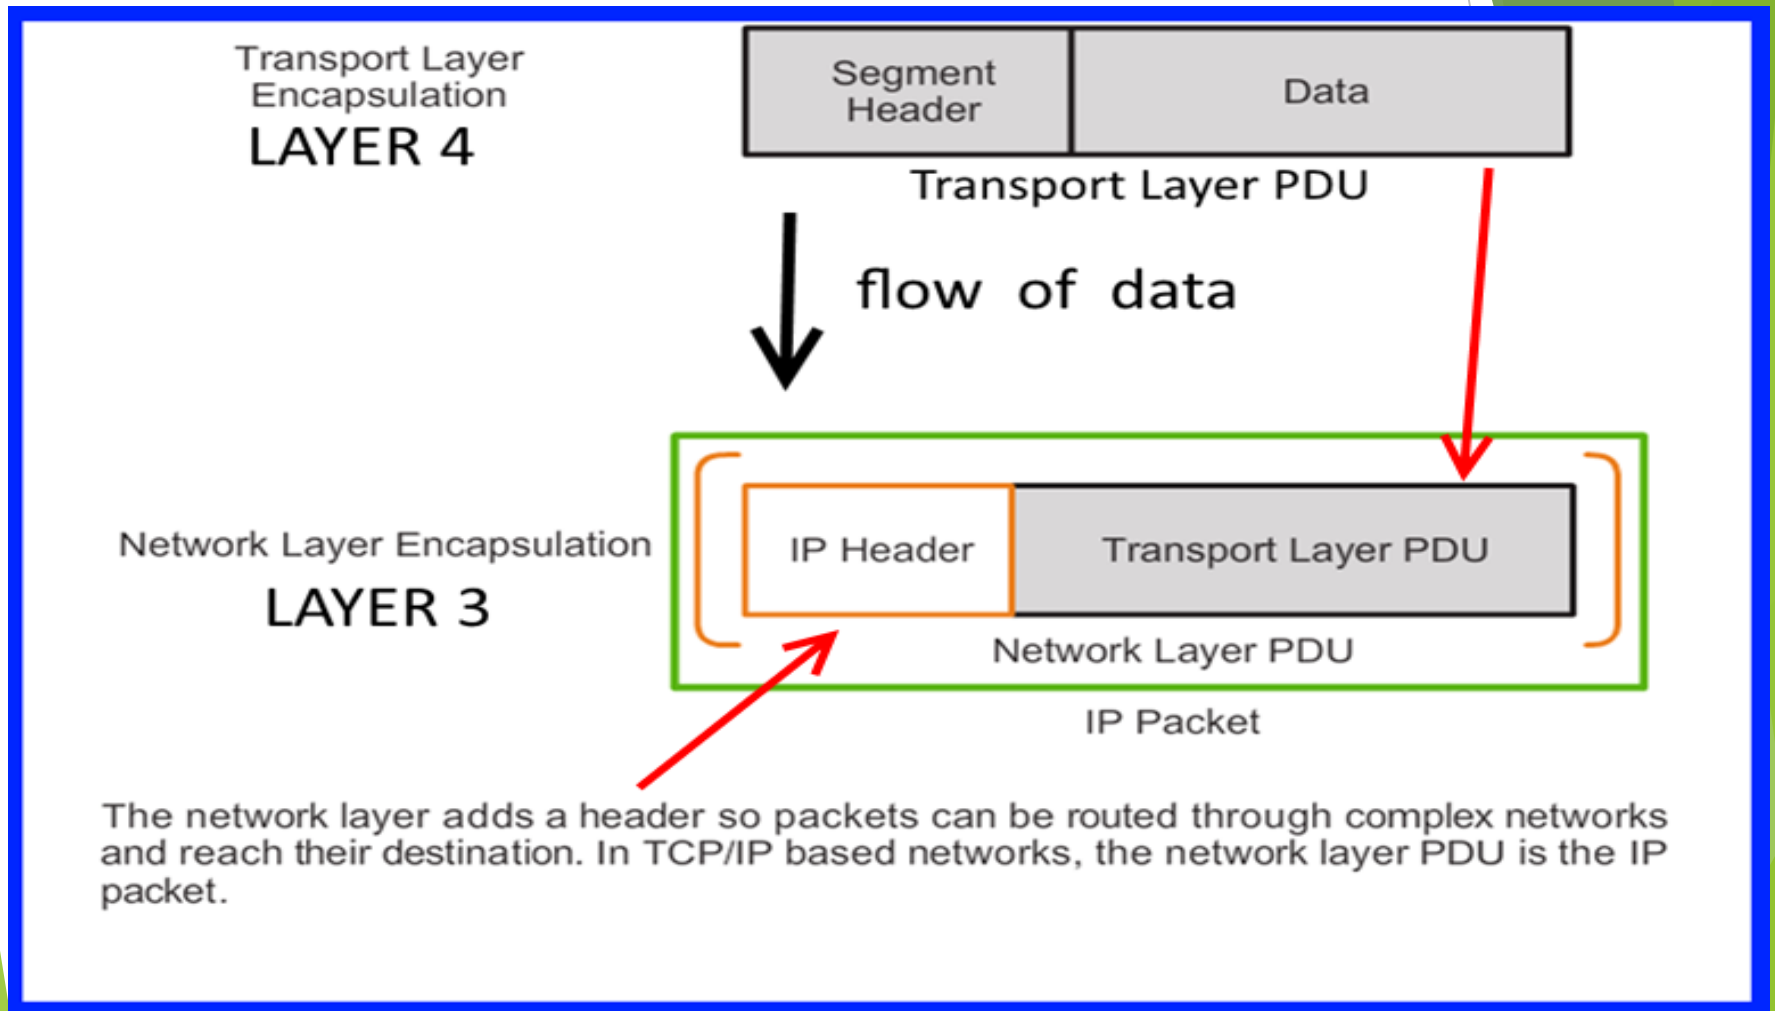 Transport Layer
Encapsulation
LAYER 4
Segment
Header
Data
Transport Layer PDU
flow of data
Network Layer Encapsulation
LAYER 3
IP Header
Transport Layer PDU
Network Layer PDU
IP Packet
The network layer adds a header so packets can be routed through complex networks
and reach their destination. In TCP/IP based networks, the network layer PDU is the IP
packet.